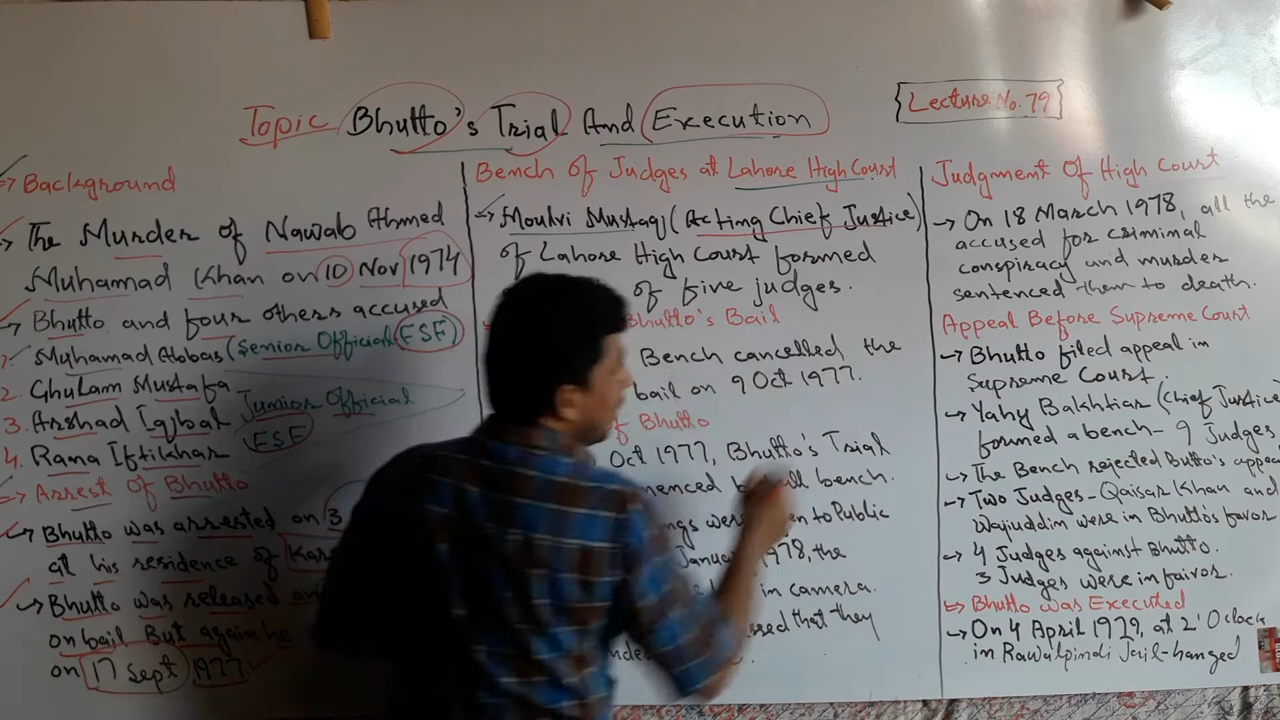 Topic Bhutto's Trial And Execution
Lecture No. 79
⇒ Background
→ The Murder of Nawab Ahmed
Muhammad Khan on 10 Nov 1974
→ Bhutto and four others accused
1. Muhamad Abbas (Senior Official FSF)
2. Ghulam Mustafa
3. Arshad Iqbal
4. Rana Iftikhar
Junior Official
FSF
⇒ Arrest of Bhutto
→ Bhutto was arrested on 3
at his residence of
→ Bhutto was released
on bail But again he
on 17 Sept 1977
Bench Of Judges at Lahore High Court
→ Moulvi Mustaq (Acting Chief Justice)
of Lahore High Court formed
of five judges.
Bhutto's Bail
Bench cancelled the
bail on 9 Oct 1977.
of Bhutto
Oct 1977, Bhutto's Trial
bench.
to Public
1978, the
in camera.
that they
Judgment Of High Court
→ On 18 March 1978, all the
accused for criminal
conspiracy and murder
sentenced them to death.
Appeal Before Supreme Court
→ Bhutto filed appeal in
Supreme Court.
→ Yahy Bakhtiar (Chief Justice
formed a bench - 9 Judges
→ The Bench rejected Butto's appeal
→ Two Judges - Qaisar Khan and
Wajiuddin were in Bhutto's favor
→ 4 Judges against Bhutto.
3 Judges were in faivor.
⇒ Bhutto was Executed
→ On 4 April 1979, at 2'O clock
in Rawalpindi Jail-hanged